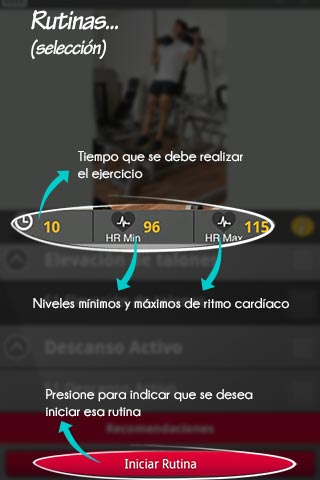 Rutinas...
(selección)
Tiempo que se debe realizar
el ejercicio
10
96
115
HR Min
HR Max
Elevación de talones
Niveles mínimos y máximos de ritmo cardíaco
Descanso Activo
Presione para indicar que se desea
iniciar esa rutina
Recomendaciones
Iniciar Rutina